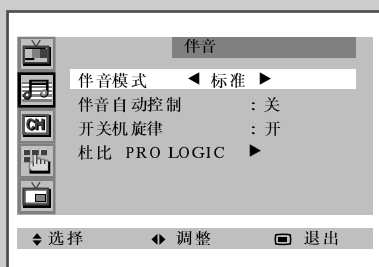 伴音
伴音模式 ◀ 标准 ▶
伴音自动控制 : 关
CH 开关机旋律 : 开
杜比 PRO LOGIC ▶
选择 调整 退出